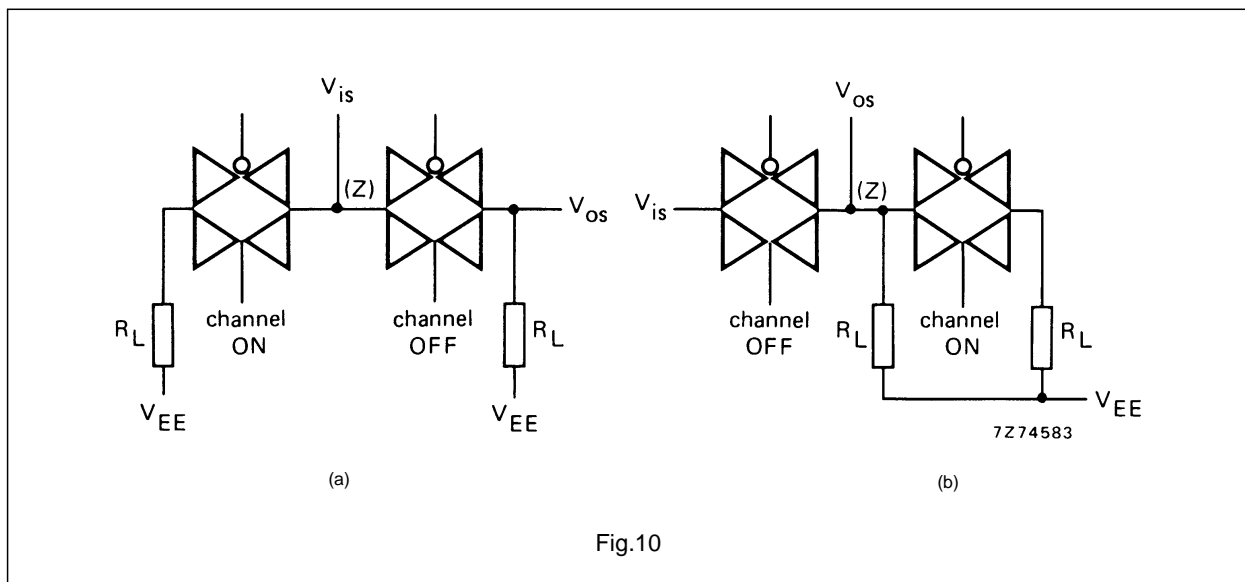 V_is
(Z)
V_os
channel
ON
channel
OFF
R_L
R_L
V_EE
V_EE
(a)
V_os
V_is
(Z)
channel
OFF
channel
ON
R_L
R_L
V_EE
7Z74583
(b)
Fig.10